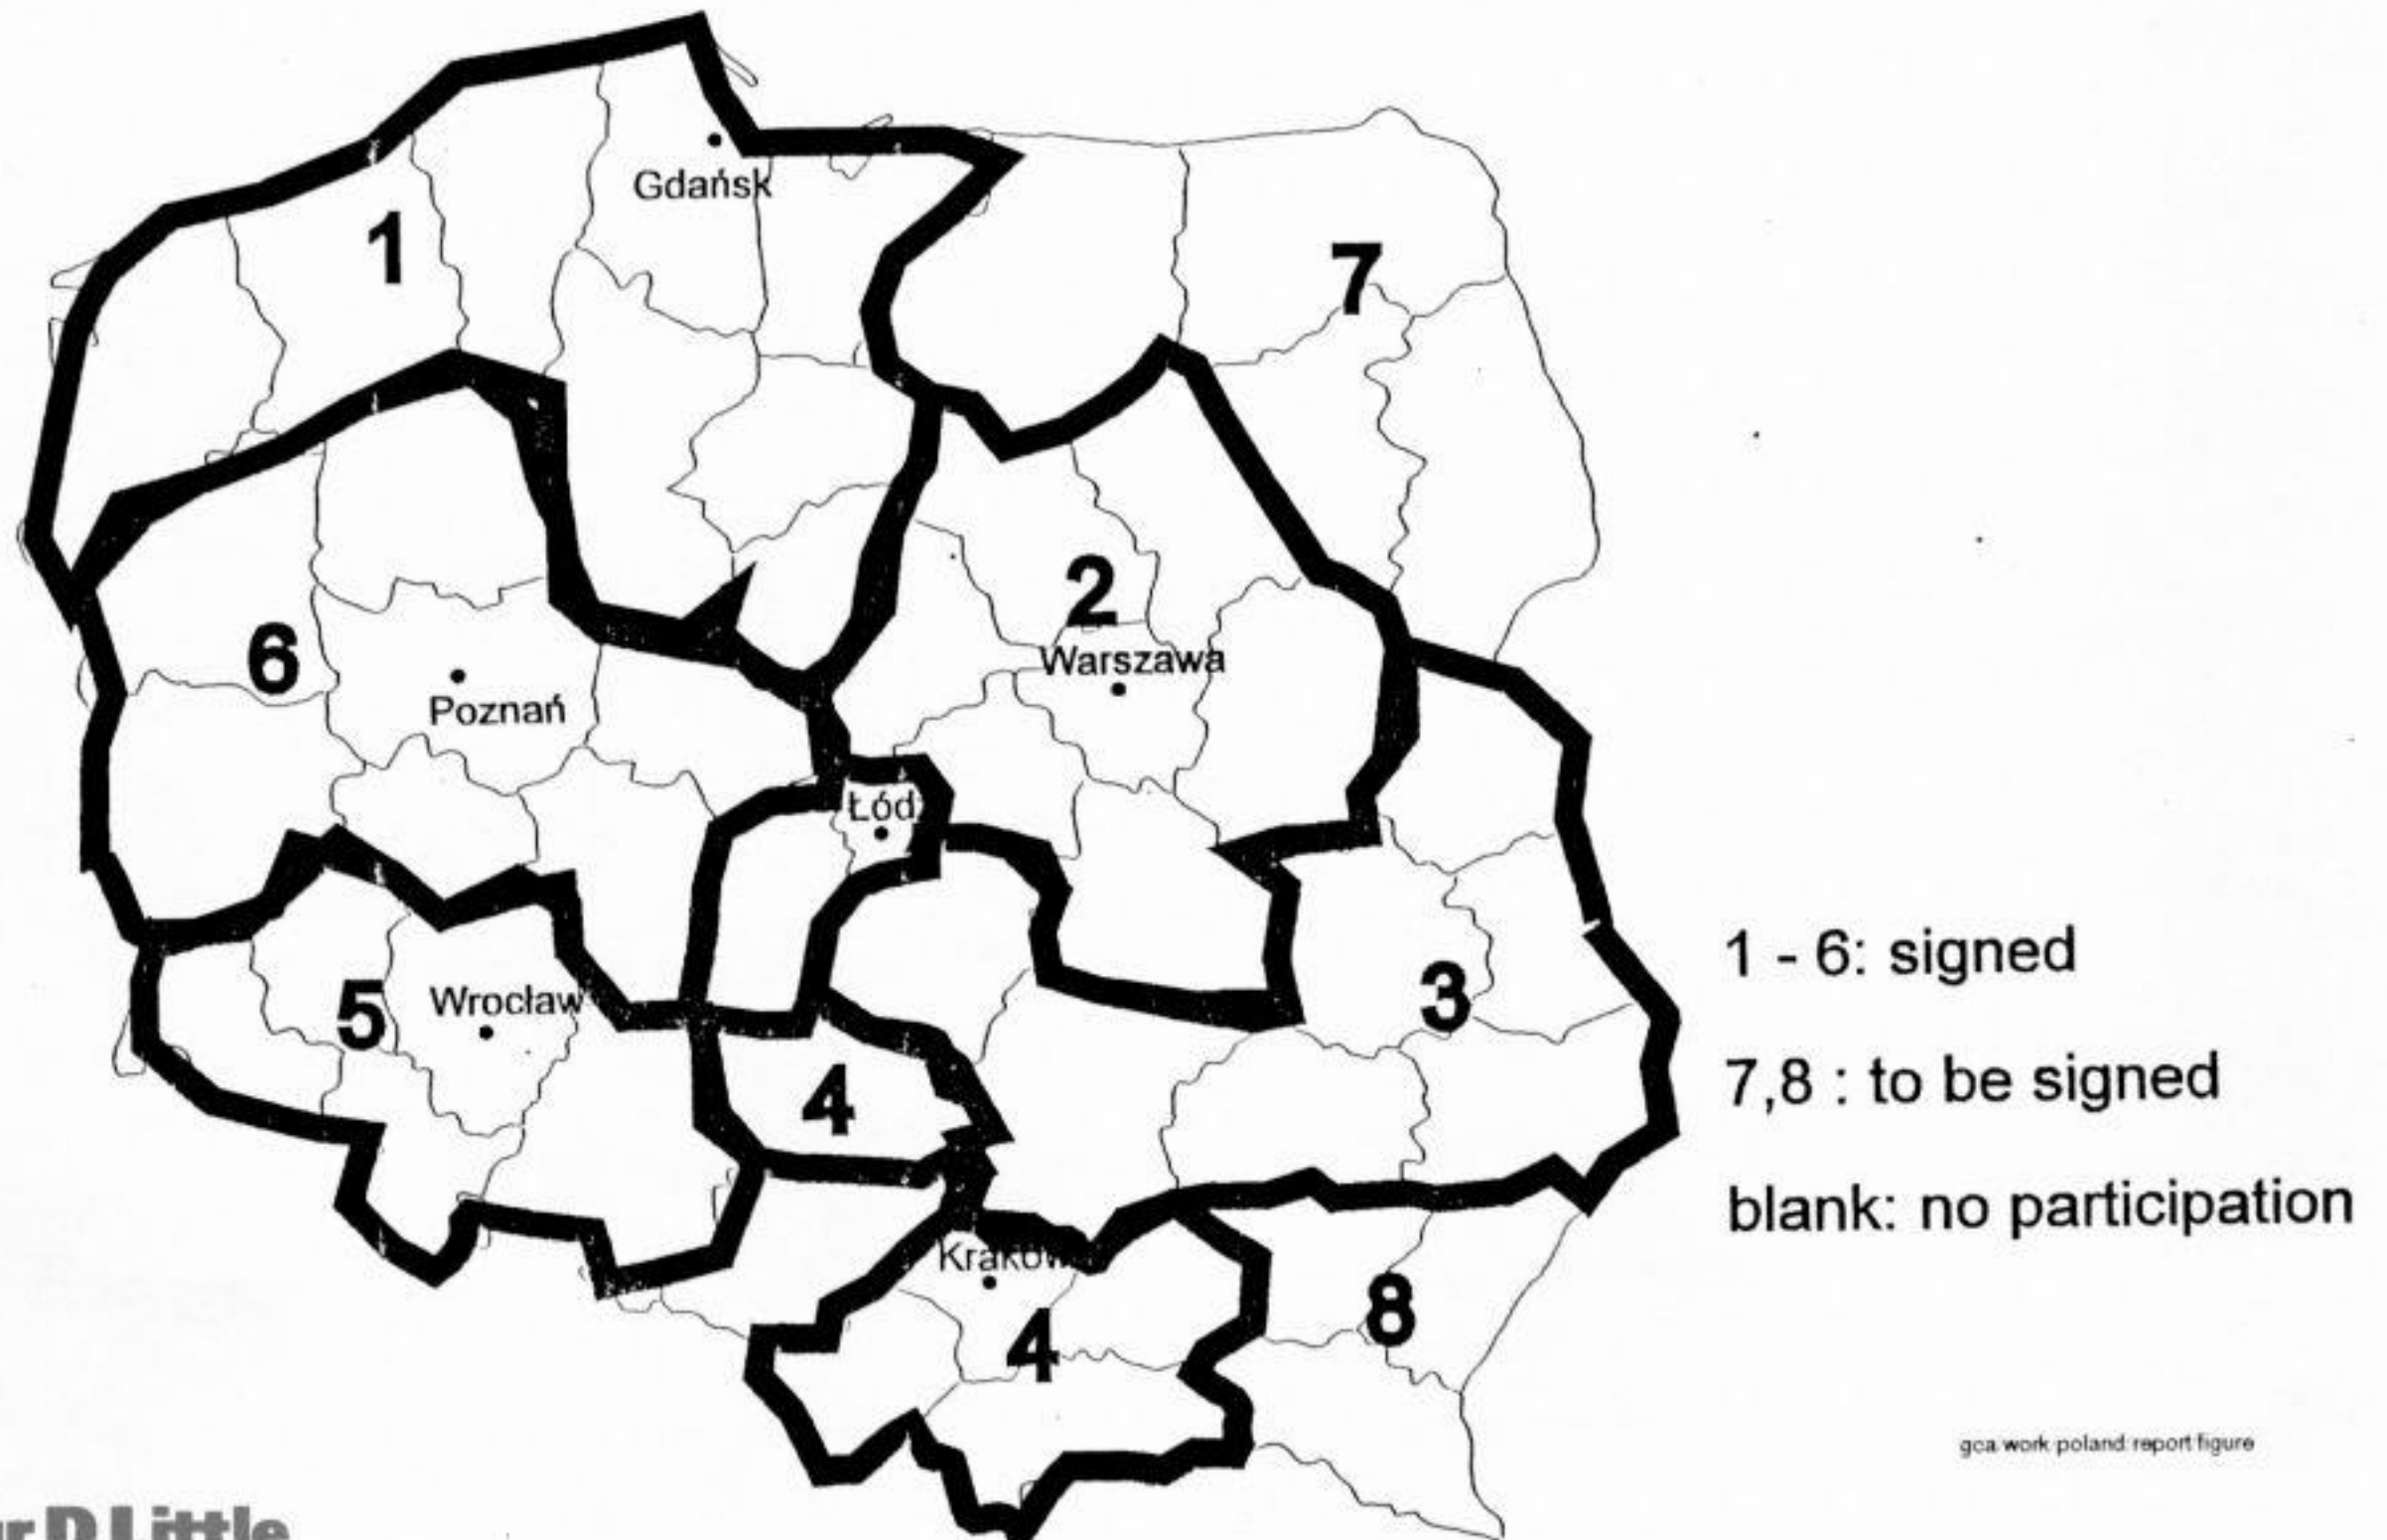 Gdańsk
1
7
2
Warszawa
6
Poznań
Łódź
1 - 6: signed
3
5
Wrocław
7,8 : to be signed
4
blank: no participation
Kraków
8
4
gca work poland report figure
D Little